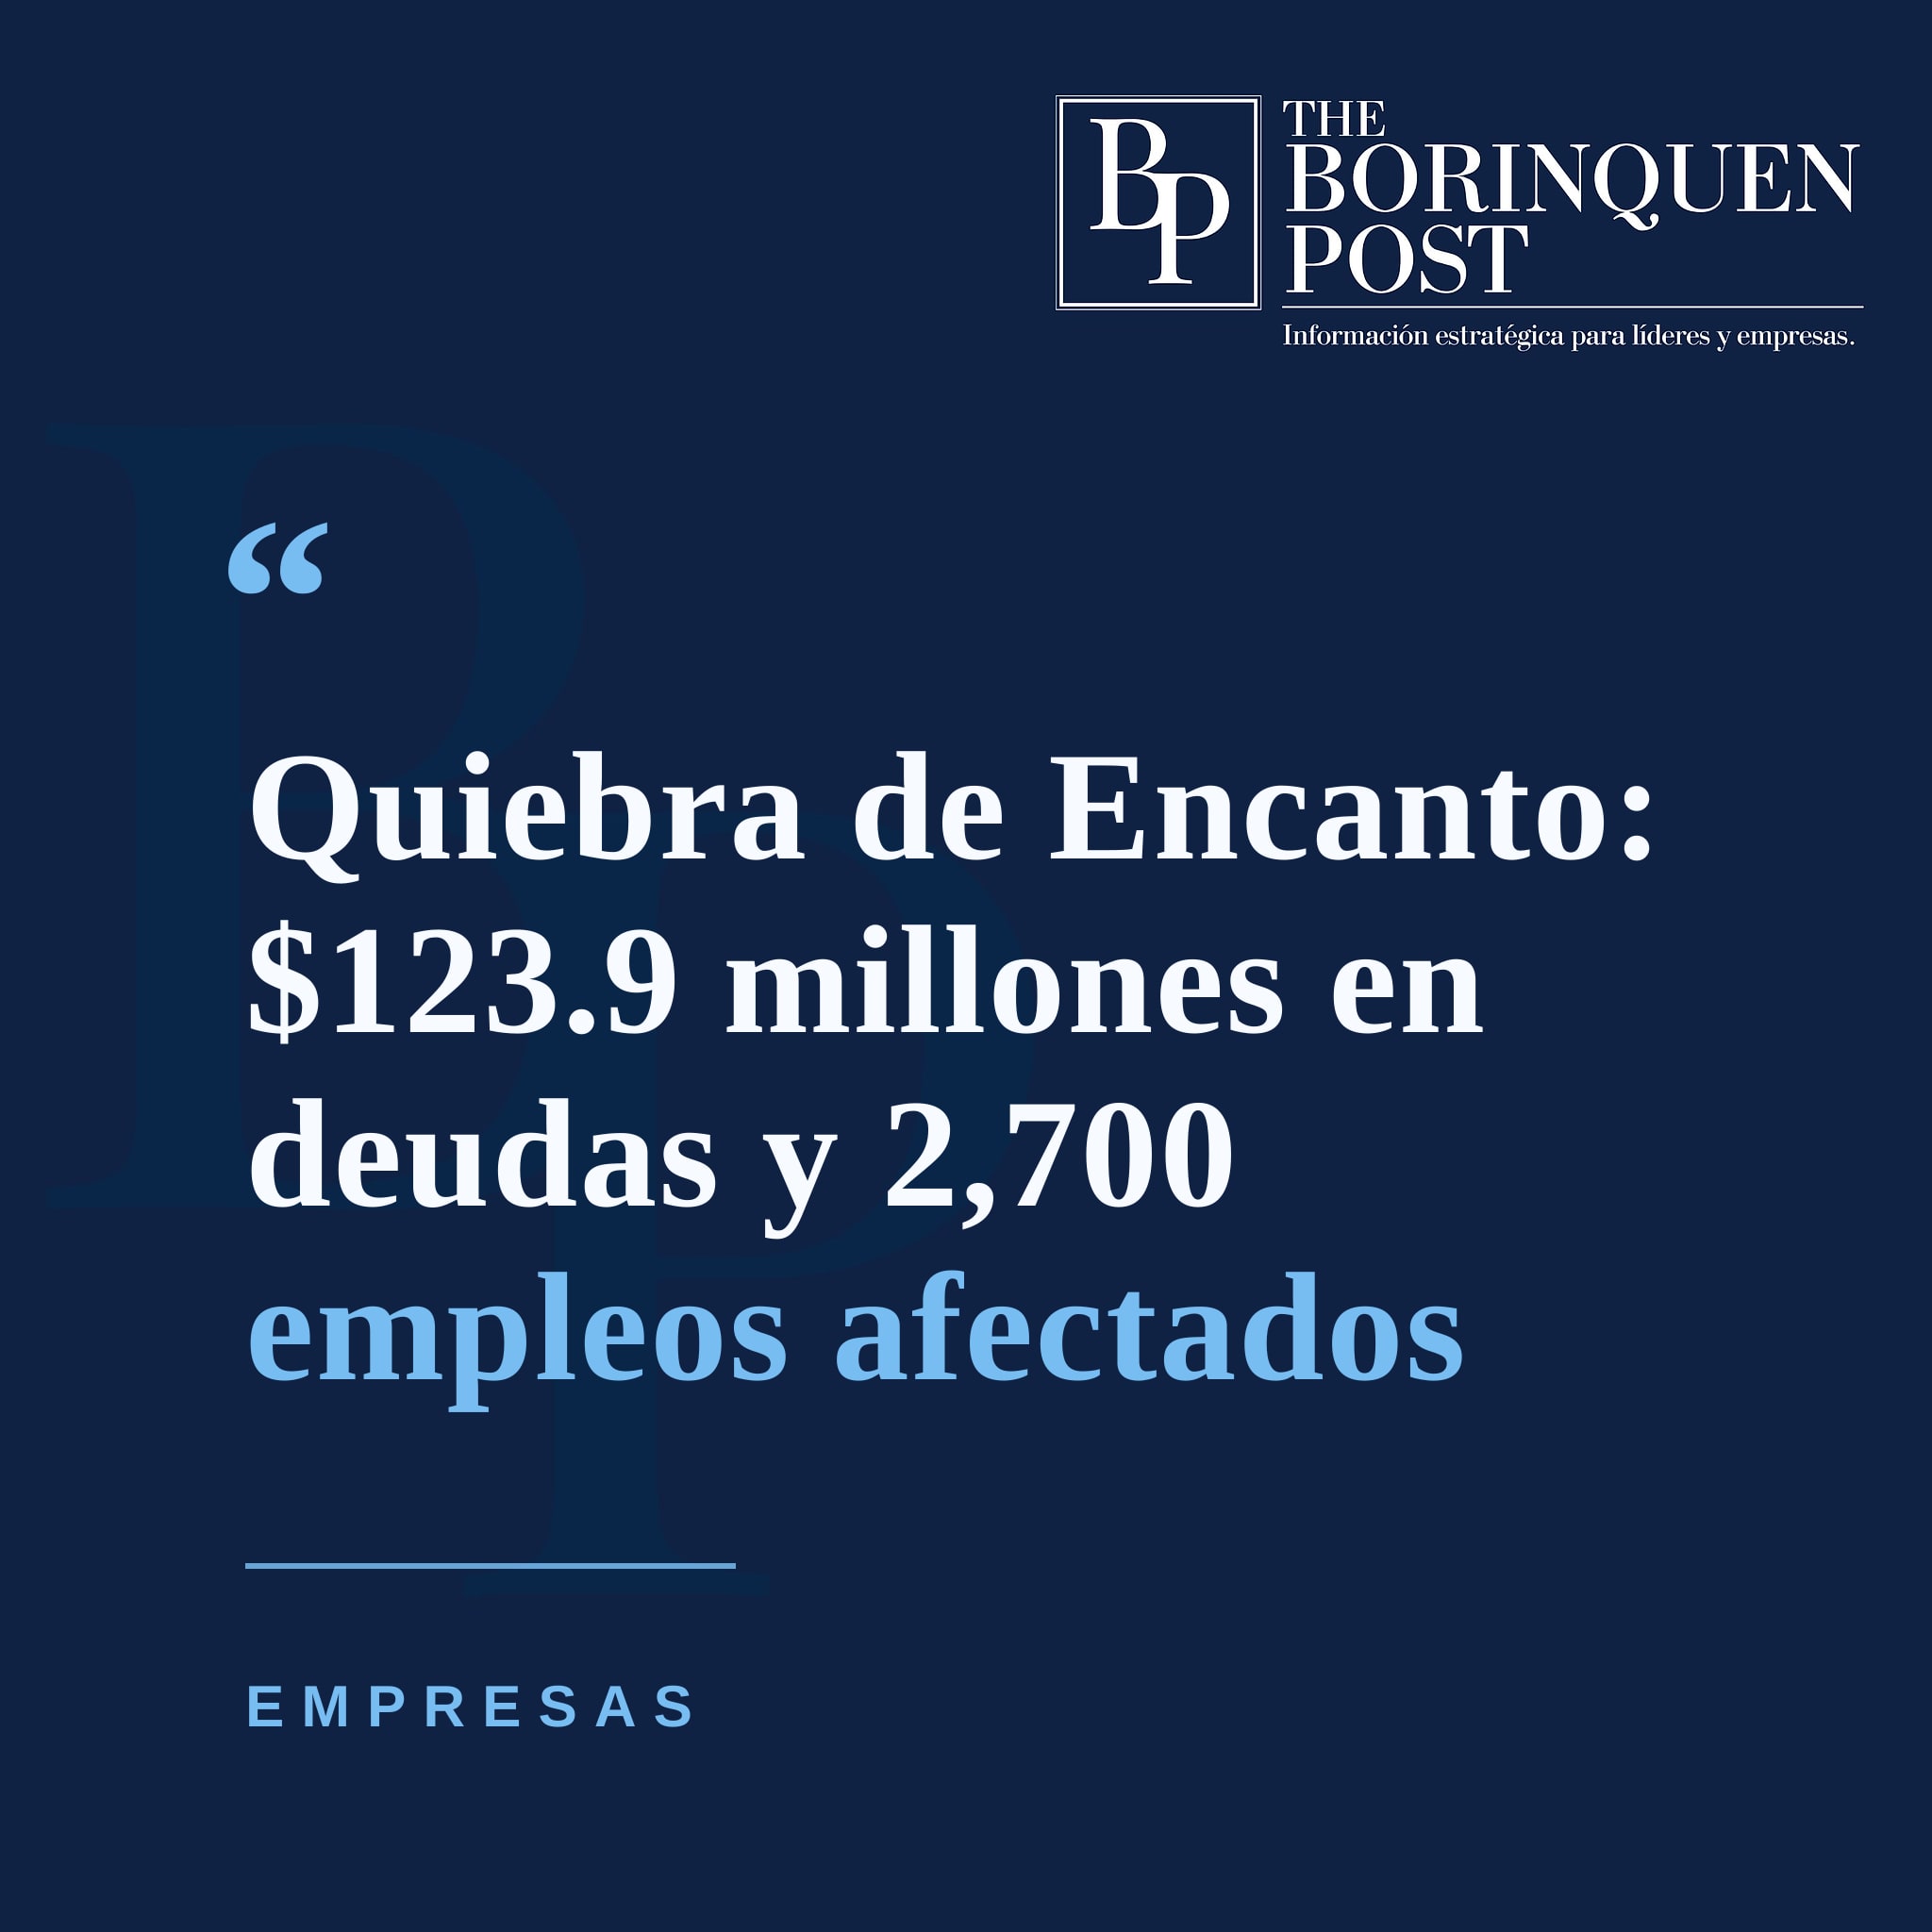 BP
THE
BORINQUEN
POST
Información estratégica para líderes y empresas.
“
Quiebra de Encanto:
$123.9 millones en
deudas y 2,700
empleos afectados
EMPRESAS